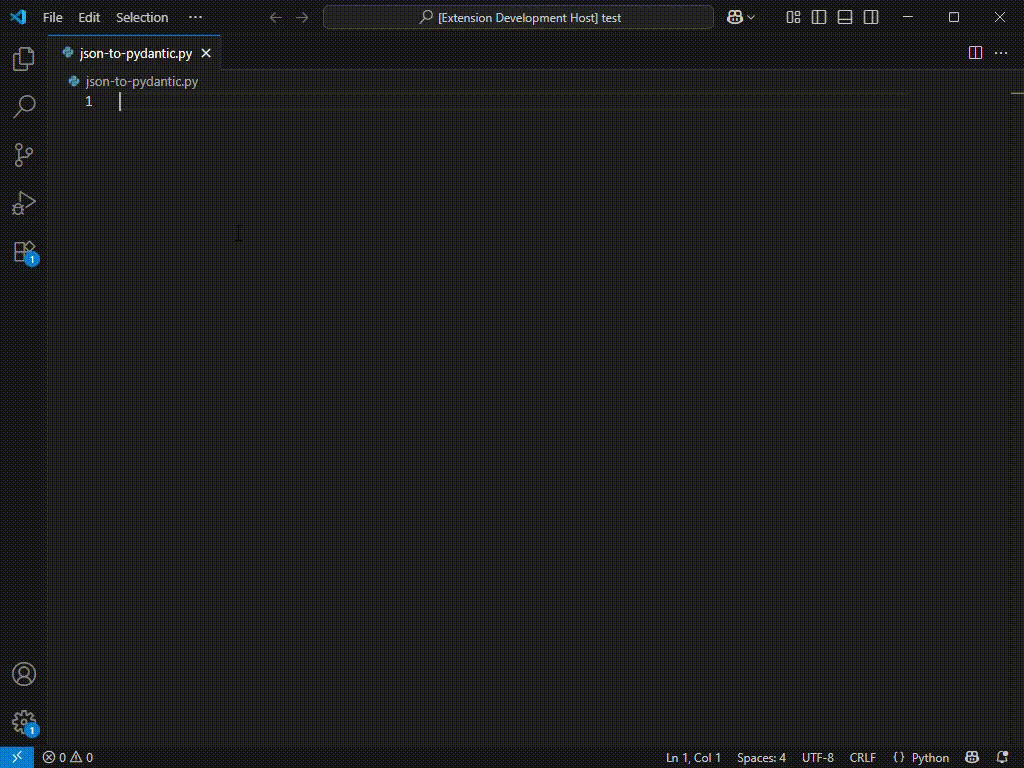 File Edit Selection ··· [Extension Development Host] test
json-to-pydantic.py
json-to-pydantic.py
1
1
1
0 0 Ln 1, Col 1 Spaces: 4 UTF-8 CRLF {} Python